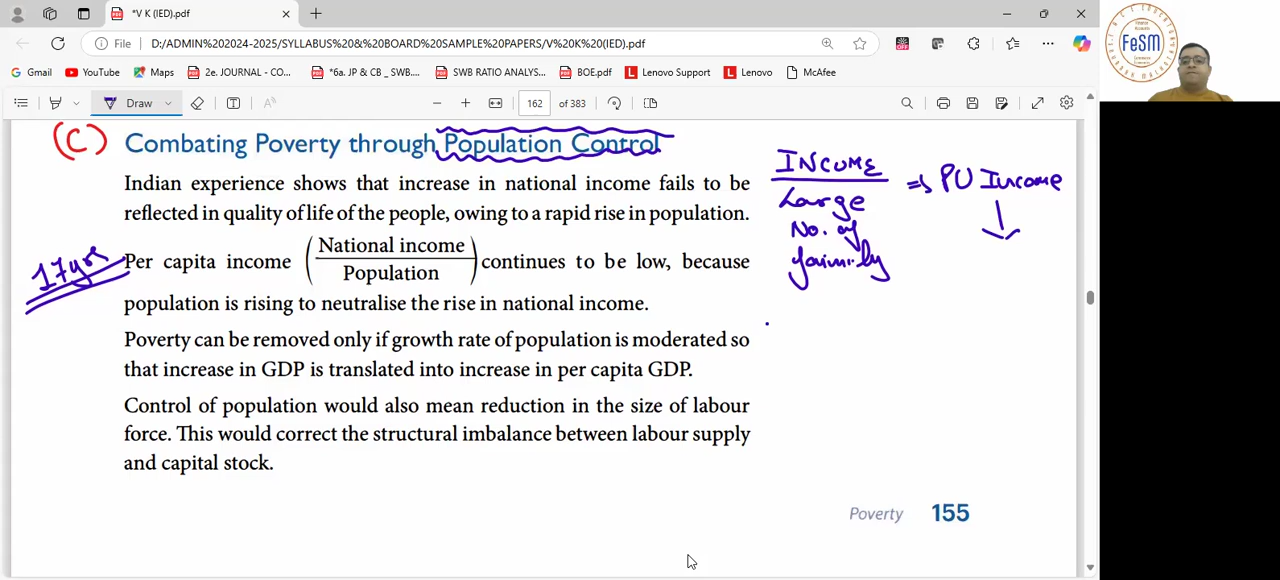 *V K (IED).pdf
File D:/ADMIN%202024-2025/SYLLABUS%20&%20BOARD%20SAMPLE%20PAPERS/V%20K%20(IED).pdf
Gmail YouTube Maps 2e. JOURNAL - CO... *6a. JP & CB _ SWB.... SWB RATIO ANALYS... BOE.pdf Lenovo Support Lenovo McAfee
Draw 162 of 383
FeSM
(C) Combating Poverty through Population Control
Indian experience shows that increase in national income fails to be
reflected in quality of life of the people, owing to a rapid rise in population.
Per capita income (National income / Population) continues to be low, because
population is rising to neutralise the rise in national income.
Poverty can be removed only if growth rate of population is moderated so
that increase in GDP is translated into increase in per capita GDP.
Control of population would also mean reduction in the size of labour
force. This would correct the structural imbalance between labour supply
and capital stock.
17yrs
INCOME
Large
No. of
family
⇒ PU Income
↓
Poverty 155